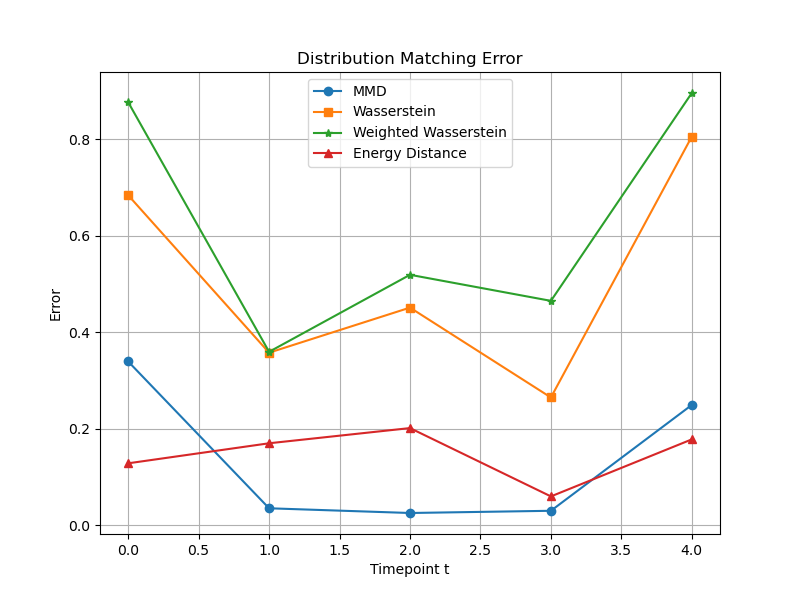 Distribution Matching Error
MMD
Wasserstein
Weighted Wasserstein
Energy Distance
Error
0.8
0.6
0.4
0.2
0.0
0.0 0.5 1.0 1.5 2.0 2.5 3.0 3.5 4.0
Timepoint t